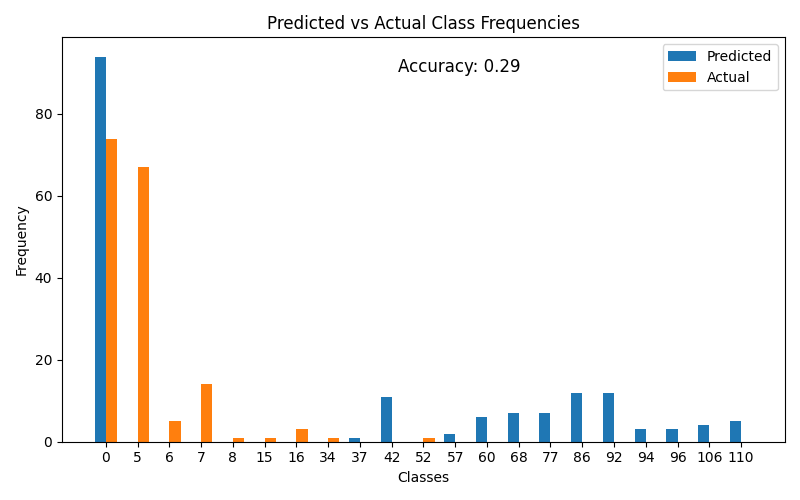 Predicted vs Actual Class Frequencies
Accuracy: 0.29
Predicted
Actual
Frequency
80
60
40
20
0
0 5 6 7 8 15 16 34 37 42 52 57 60 68 77 86 92 94 96 106 110
Classes